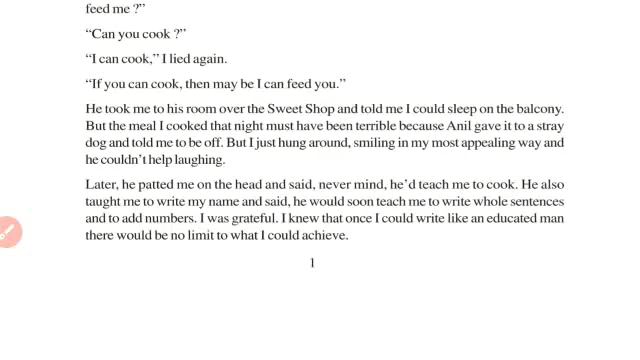 feed me ?”
“Can you cook ?”
“I can cook,” I lied again.
“If you can cook, then may be I can feed you.”
He took me to his room over the Sweet Shop and told me I could sleep on the balcony.
But the meal I cooked that night must have been terrible because Anil gave it to a stray
dog and told me to be off. But I just hung around, smiling in my most appealing way and
he couldn’t help laughing.
Later, he patted me on the head and said, never mind, he’d teach me to cook. He also
taught me to write my name and said, he would soon teach me to write whole sentences
and to add numbers. I was grateful. I knew that once I could write like an educated man
there would be no limit to what I could achieve.
1